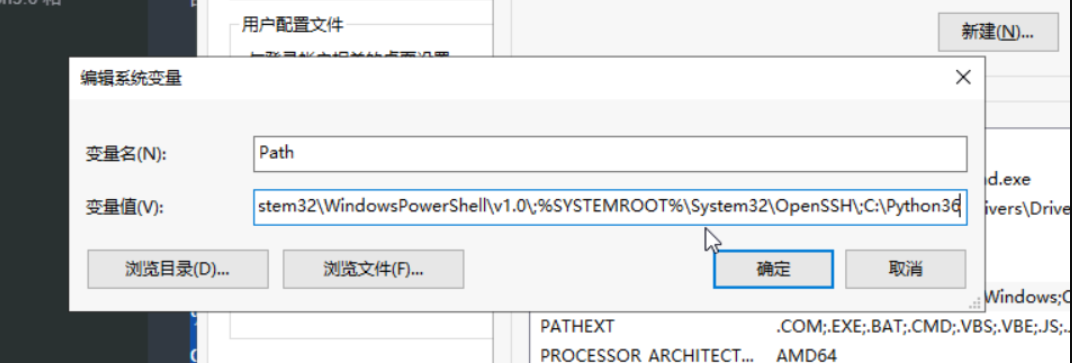 用户配置文件
新建(N)...
编辑系统变量
变量名(N):
Path
变量值(V):
stem32\WindowsPowerShell\v1.0\;%SYSTEMROOT%\System32\OpenSSH\;C:\Python36
d.exe
ivers\Drive
浏览目录(D)...
浏览文件(F)...
确定
取消
Windows;C
PATHEXT
.COM;.EXE;.BAT;.CMD;.VBS;.VBE;.JS;.
PROCESSOR_ARCHITECT...
AMD64